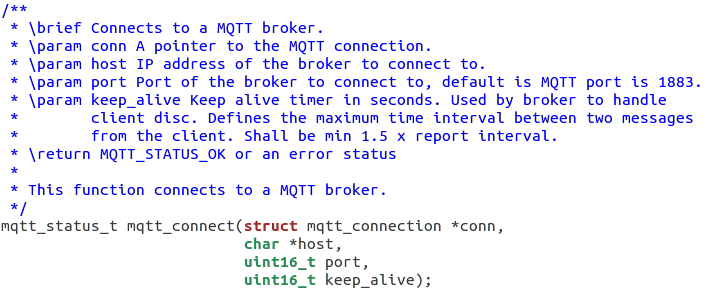 /**
 * \brief Connects to a MQTT broker.
 * \param conn A pointer to the MQTT connection.
 * \param host IP address of the broker to connect to.
 * \param port Port of the broker to connect to, default is MQTT port is 1883.
 * \param keep_alive Keep alive timer in seconds. Used by broker to handle
 *        client disc. Defines the maximum time interval between two messages
 *        from the client. Shall be min 1.5 x report interval.
 * \return MQTT_STATUS_OK or an error status
 *
 * This function connects to a MQTT broker.
 */
mqtt_status_t mqtt_connect(struct mqtt_connection *conn,
                           char *host,
                           uint16_t port,
                           uint16_t keep_alive);